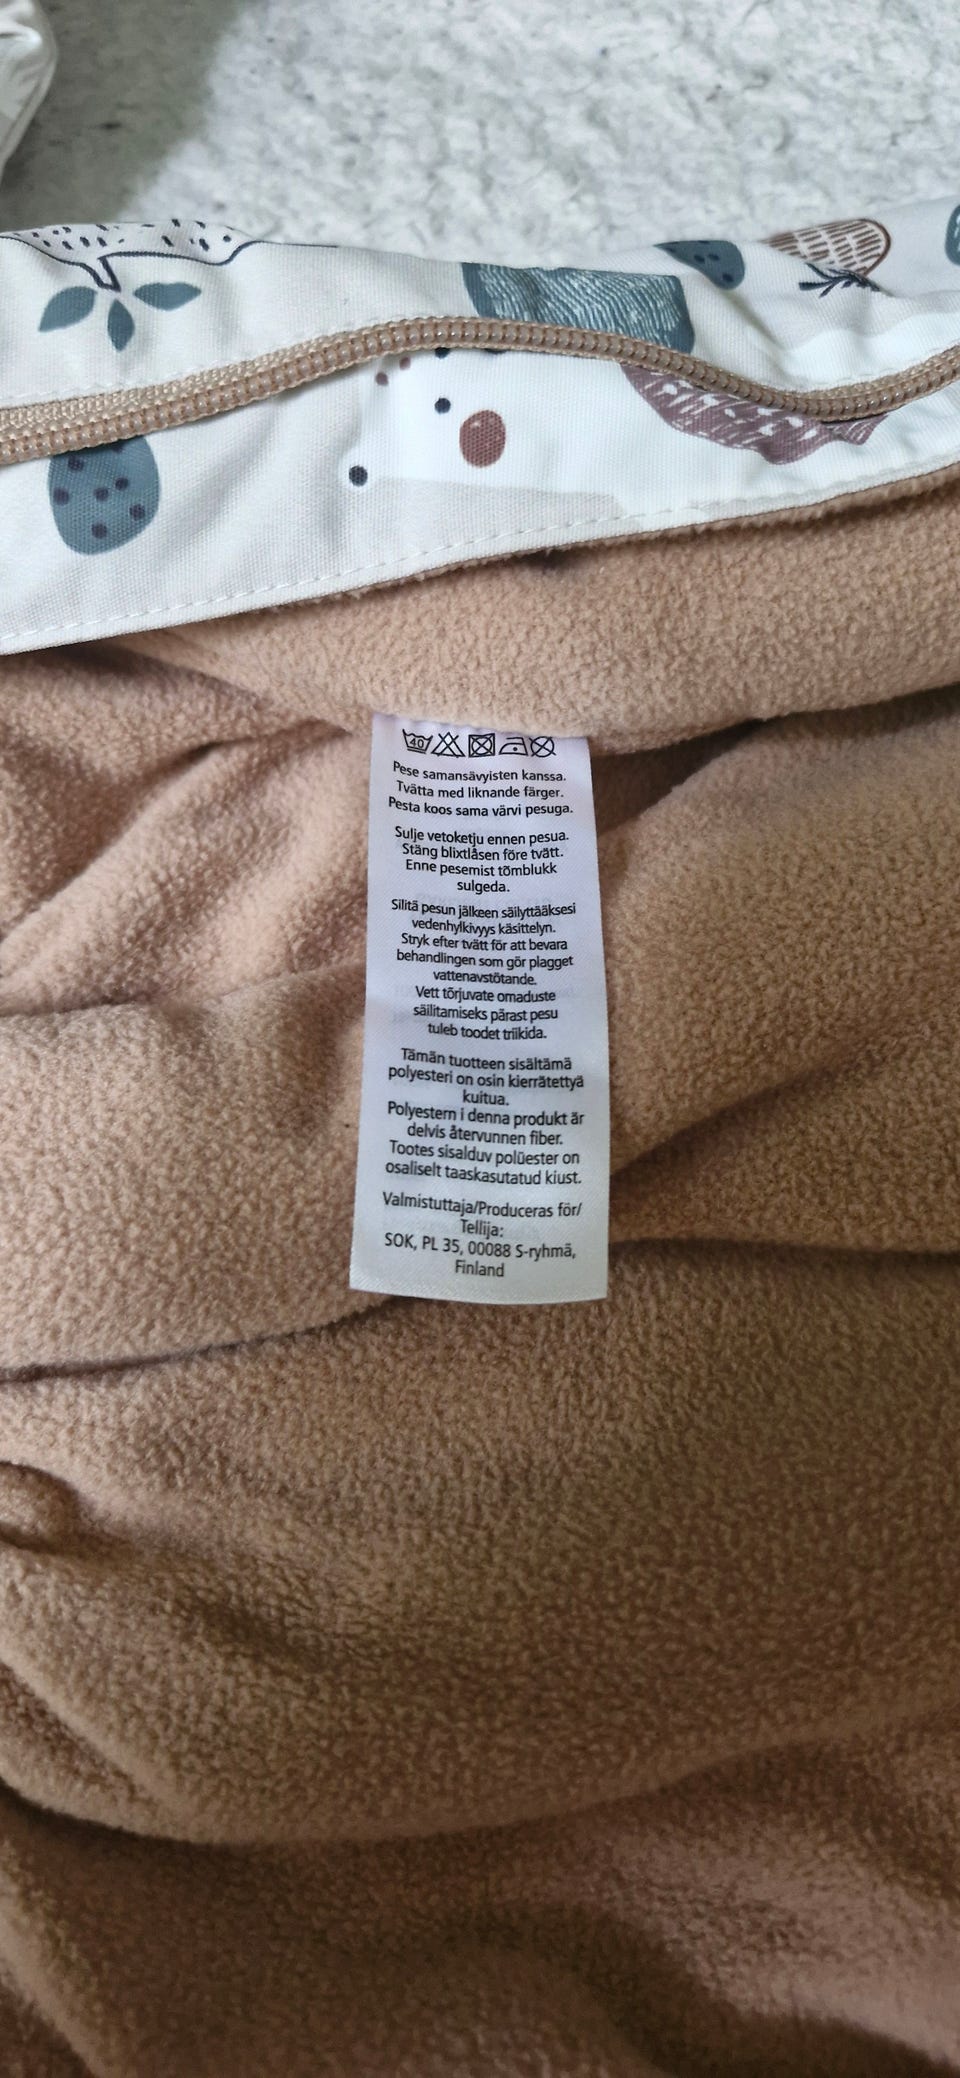 40
Pese samansävyisten kanssa.
Tvätta med liknande färger.
Pesta koos sama värvi pesuga.
Sulje vetoketju ennen pesua.
Stäng blixtlåsen före tvätt.
Enne pesemist tõmblukk
sulgeda.
Silitä pesun jälkeen säilyttääksesi
vedenhylkivyys käsittelyn.
Stryk efter tvätt för att bevara
behandlingen som gör plagget
vattenavstötande.
Vett tõrjuvate omaduste
säilitamiseks pärast pesu
tuleb toodet triikida.
Tämän tuotteen sisältämä
polyesteri on osin kierrätettyä
kuitua.
Polyestern i denna produkt är
delvis återvunnen fiber.
Tootes sisalduv polüester on
osaliselt taaskasutatud kiust.
Valmistuttaja/Produceras för/
Tellija:
SOK, PL 35, 00088 S-ryhmä,
Finland